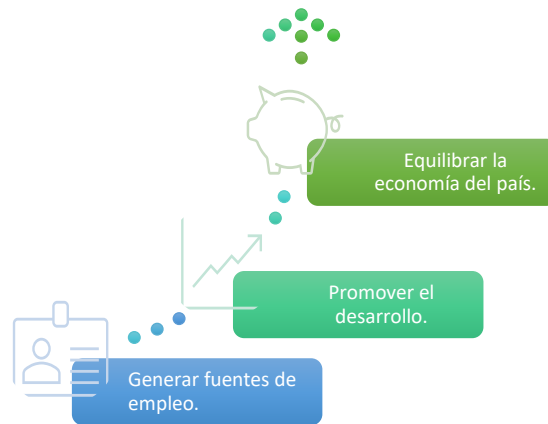 Equilibrar la
economía del país.
Promover el
desarrollo.
Generar fuentes de
empleo.